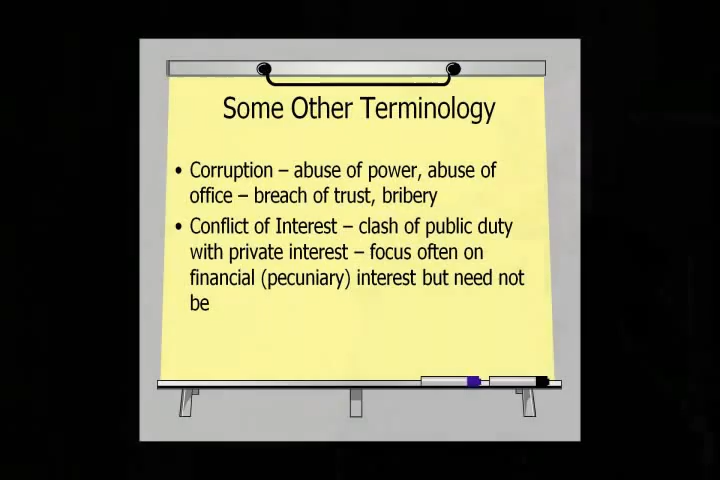 Some Other Terminology
• Corruption – abuse of power, abuse of
office – breach of trust, bribery
• Conflict of Interest – clash of public duty
with private interest – focus often on
financial (pecuniary) interest but need not
be